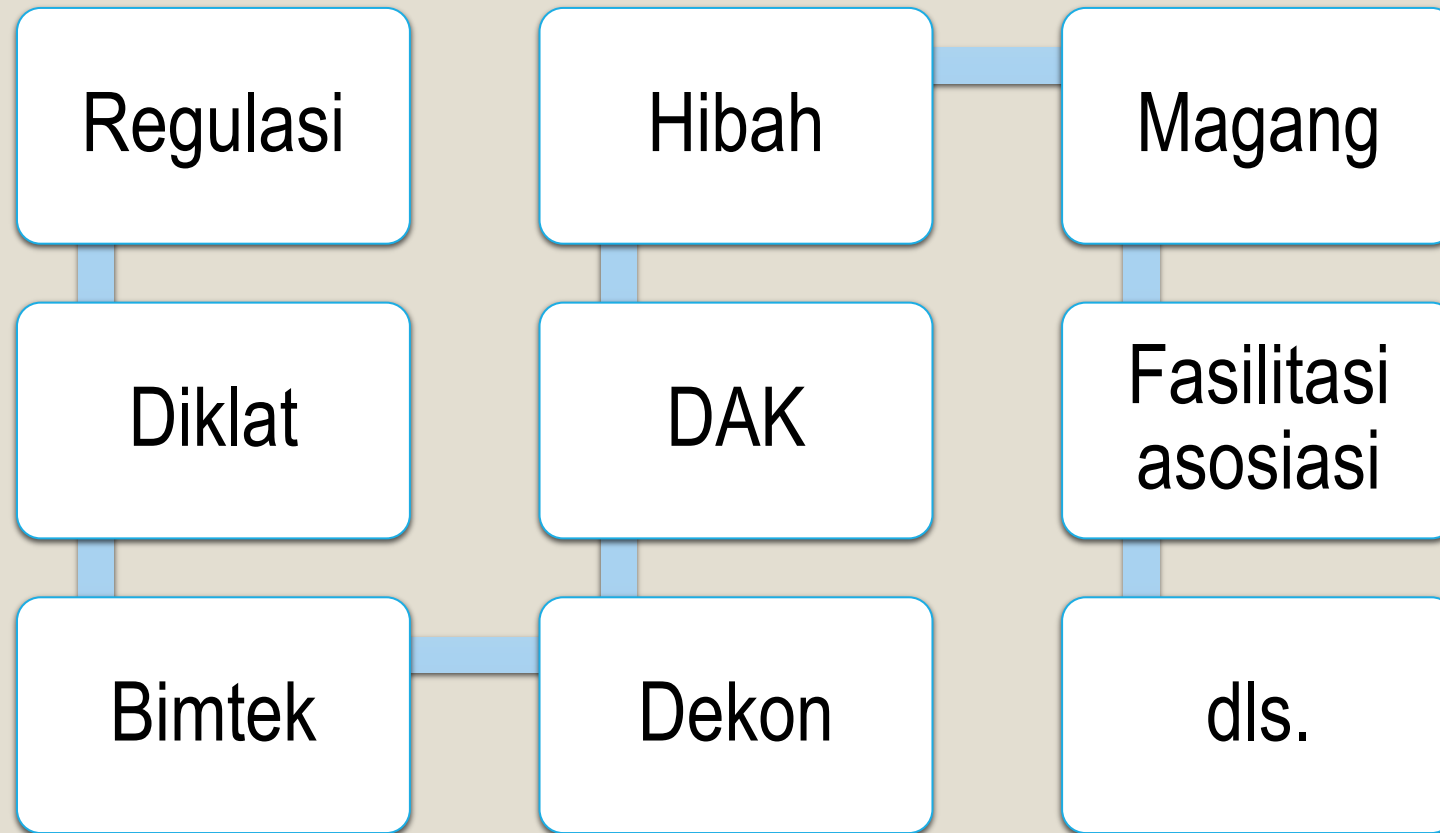 Regulasi
Diklat
Bimtek
Dekon
DAK
Hibah
Magang
Fasilitasi
asosiasi
dls.